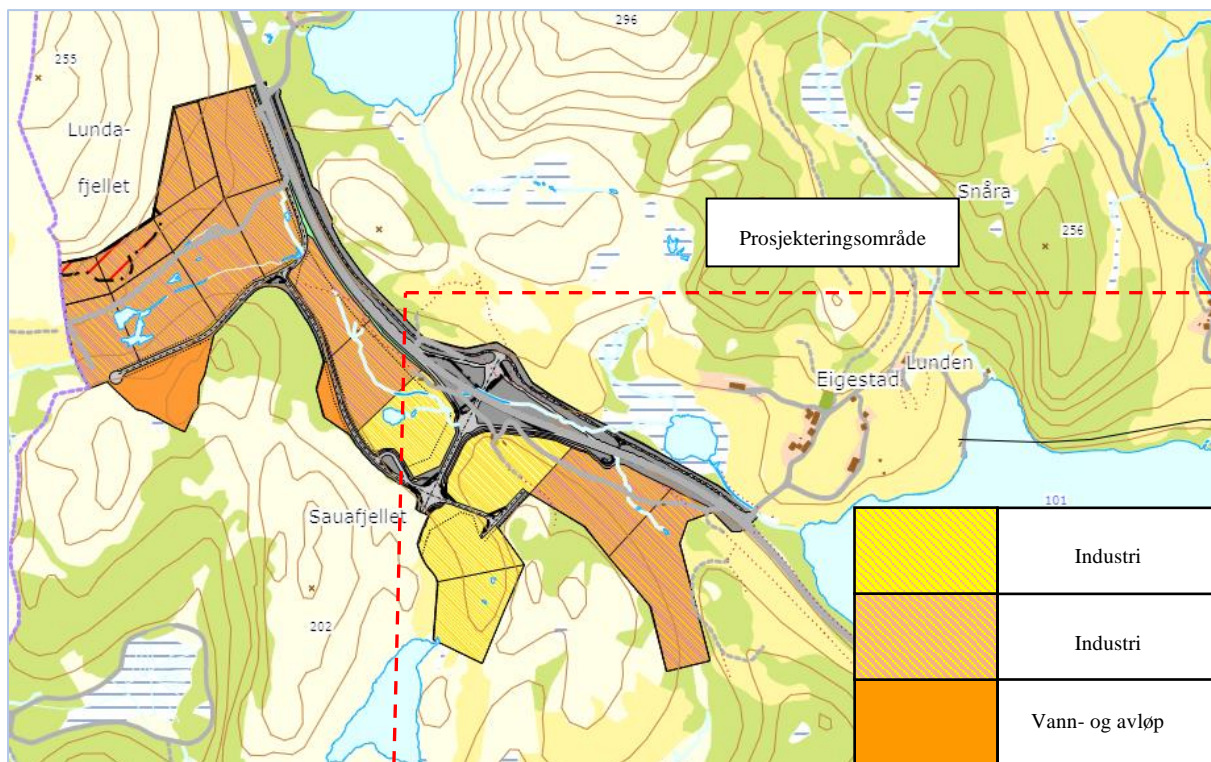 296
255
Lunda-
fjellet
Snåra
Prosjekteringsområde
256
Lunden
Eigestad
101
Sauafjellet
Industri
202
Industri
Vann- og avløp